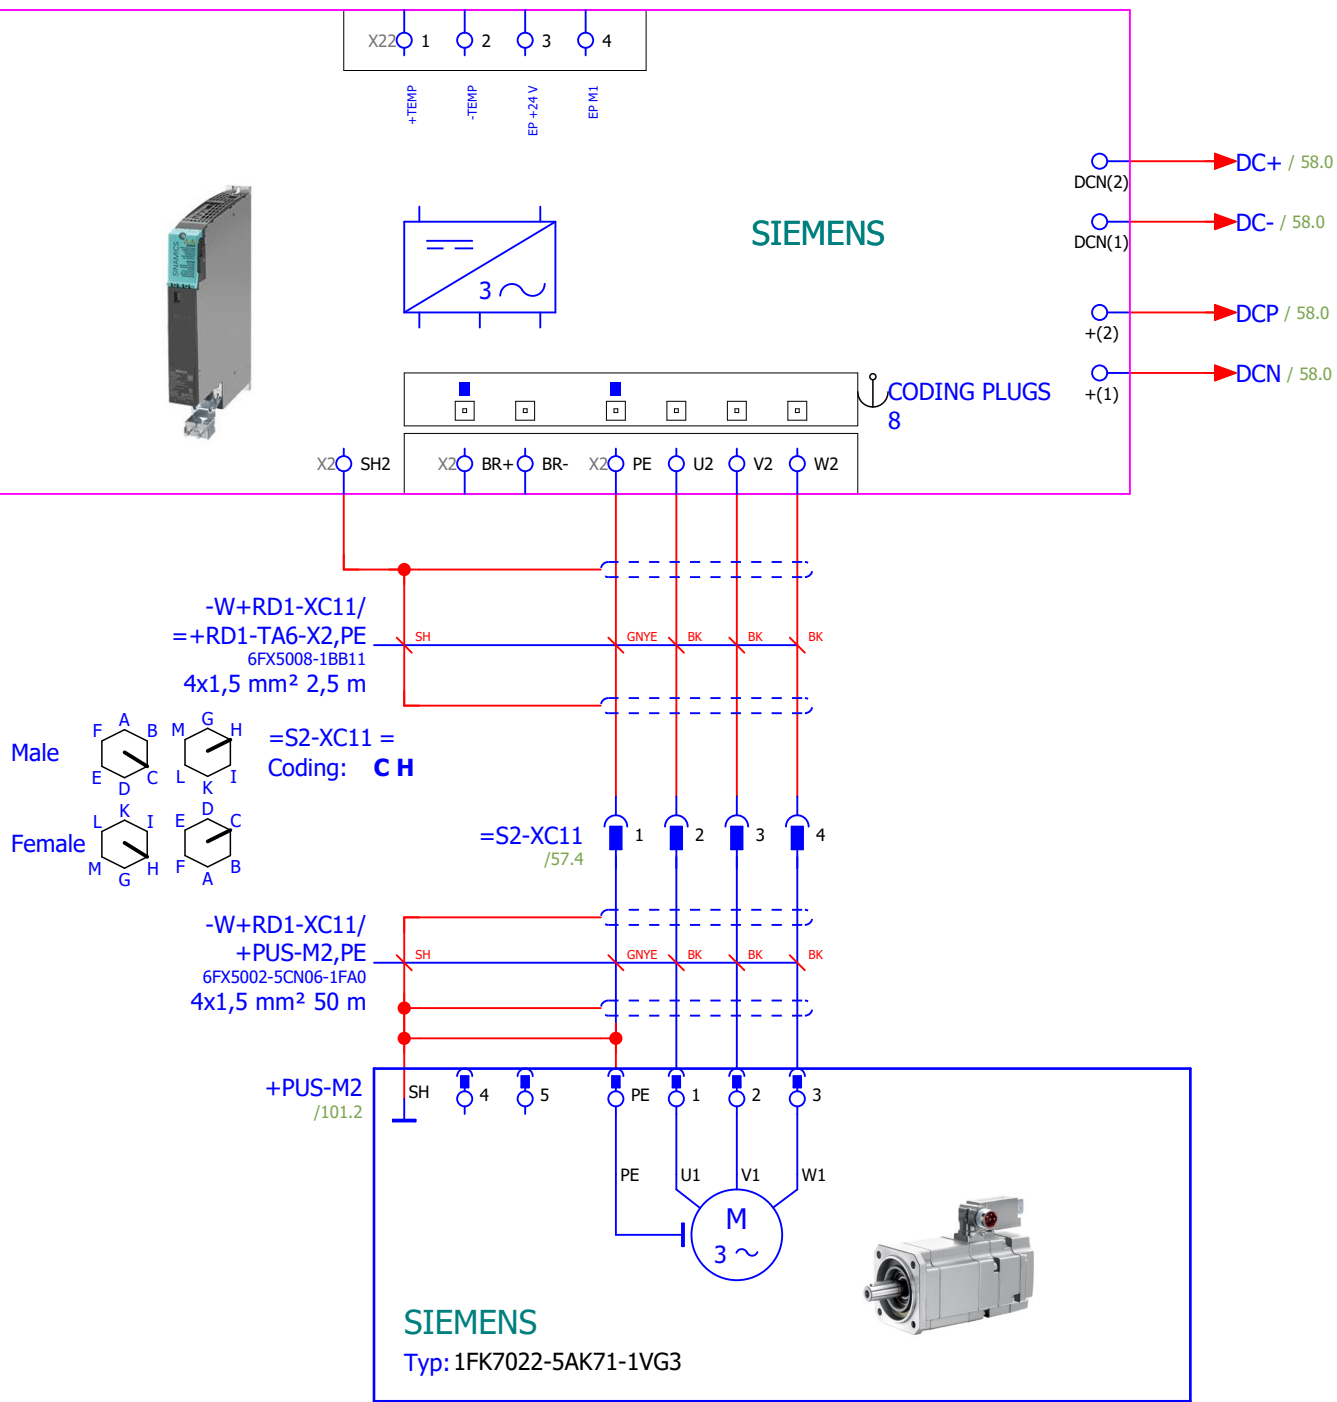 X22 1 2 3 4
+TEMP
-TEMP
EP +24 V
EP M1
DCN(2)
DC+ / 58.0
DCN(1)
DC- / 58.0
+(2)
DCP / 58.0
+(1)
DCN / 58.0
SINAMICS
SIEMENS
3
CODING PLUGS
8
X2 SH2 X2 BR+ BR- X2 PE U2 V2 W2
-W+RD1-XC11/
=+RD1-TA6-X2,PE
6FX5008-1BB11
4x1,5 mm² 2,5 m
SH GNYE BK BK BK
Male
A B C D E F
G H I K L M
=S2-XC11 =
Coding: C H
Female
K I H G M L
D C B A F E
=S2-XC11 1 2 3 4
/57.4
-W+RD1-XC11/
+PUS-M2,PE
6FX5002-5CN06-1FA0
4x1,5 mm² 50 m
SH GNYE BK BK BK
+PUS-M2
/101.2
SH 4 5 PE 1 2 3
PE U1 V1 W1
M
3 ~
SIEMENS
Typ: 1FK7022-5AK71-1VG3